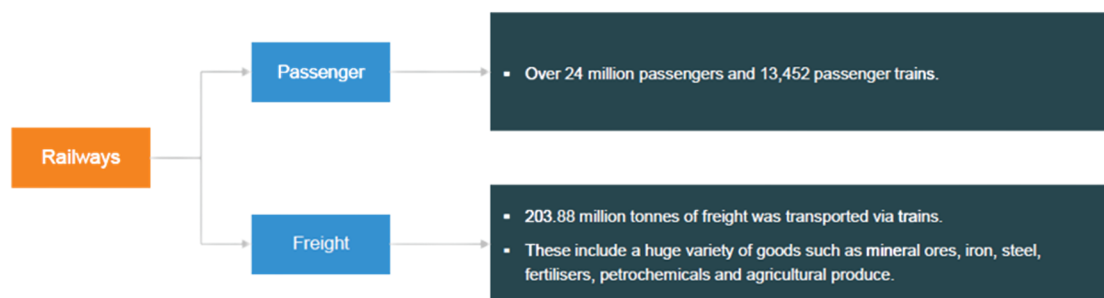 Passenger
▪ Over 24 million passengers and 13,452 passenger trains.
Railways
Freight
▪ 203.88 million tonnes of freight was transported via trains.
▪ These include a huge variety of goods such as mineral ores, iron, steel,
fertilisers, petrochemicals and agricultural produce.